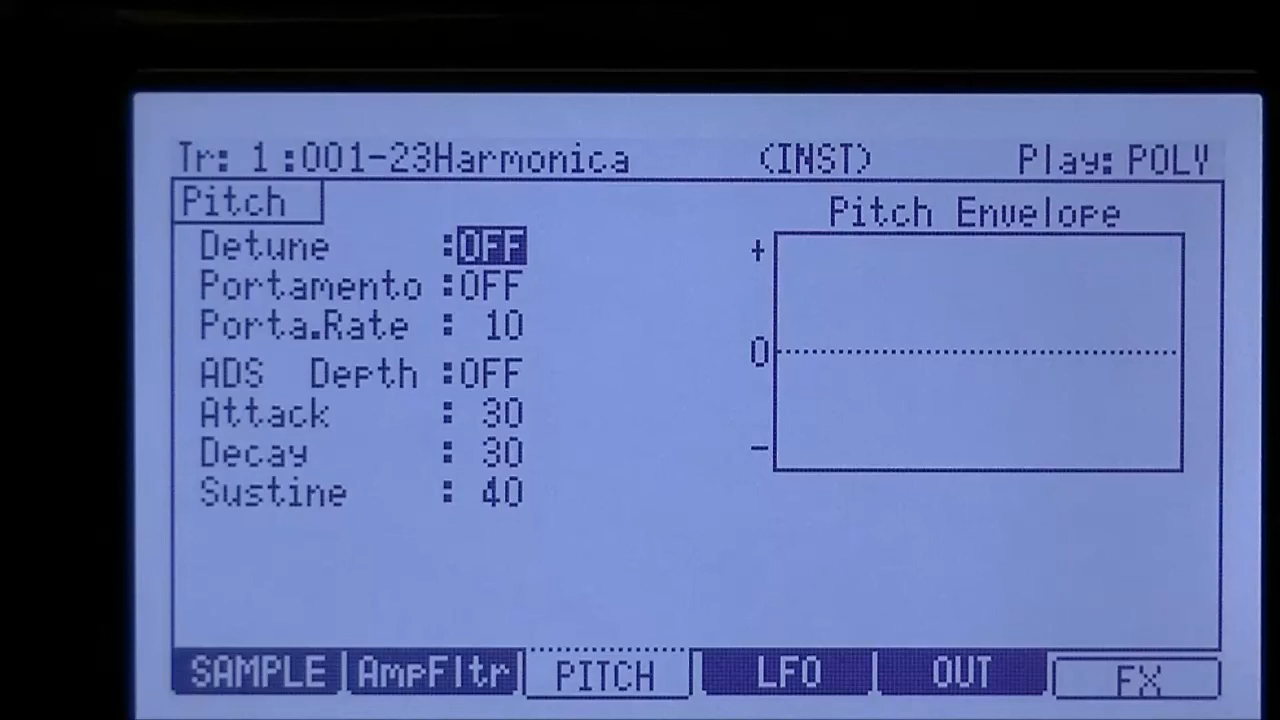 Tr: 1:001-23Harmonica (INST) Play: POLY
Pitch
Pitch Envelope
Detune :OFF
Portamento :OFF
Porta.Rate : 10
ADS Depth :OFF
Attack : 30
Decay : 30
Sustine : 40
+
0
-
SAMPLE AmpFltr PITCH LFO OUT FX